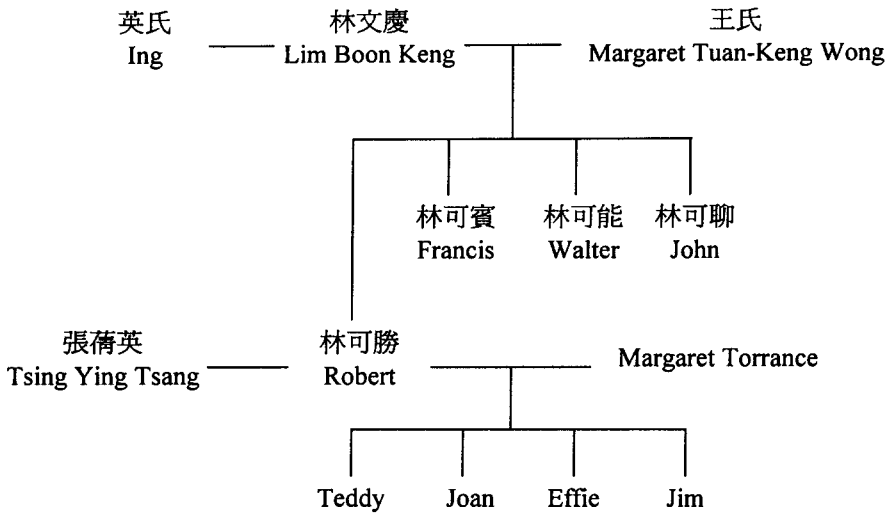 英氏 林文慶 王氏
Ing Lim Boon Keng Margaret Tuan-Keng Wong
林可賓 林可能 林可聊
Francis Walter John
張蒨英 林可勝
Tsing Ying Tsang Robert Margaret Torrance
Teddy Joan Effie Jim